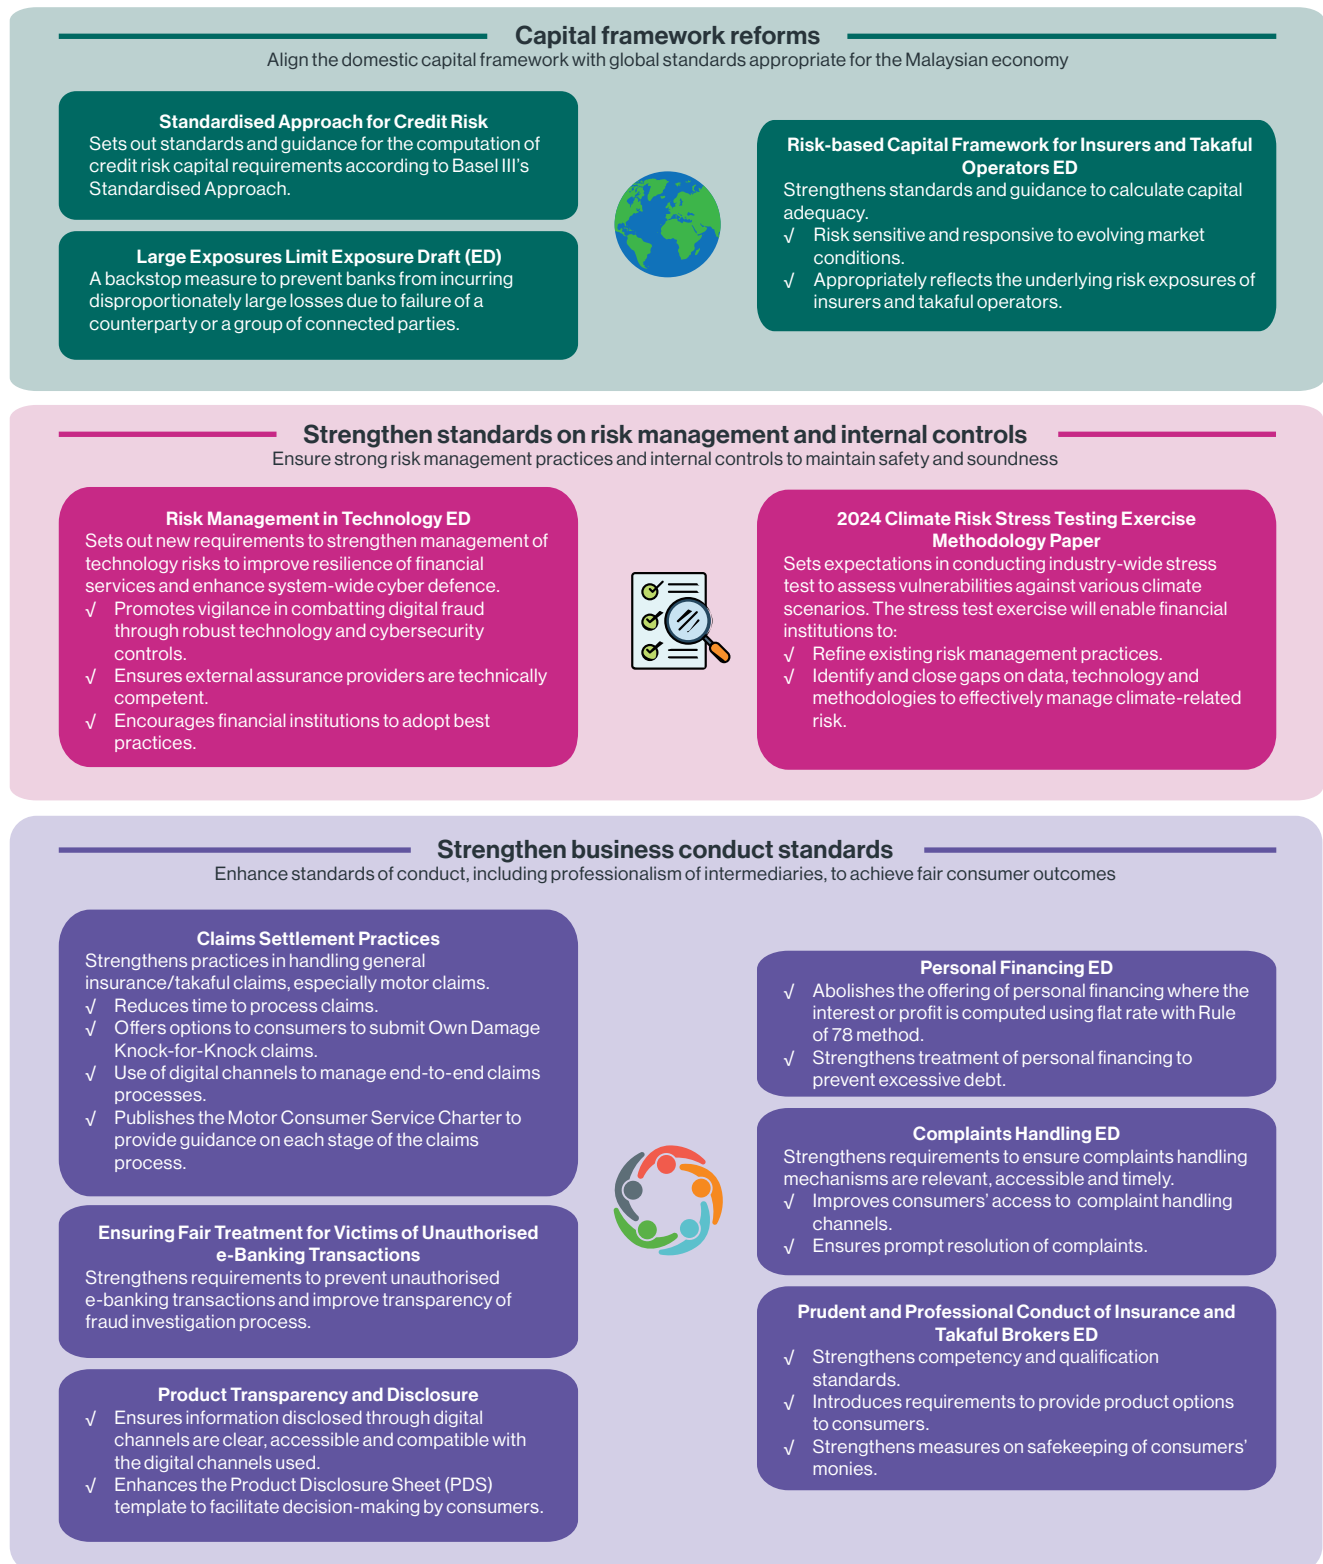 Capital framework reforms
Align the domestic capital framework with global standards appropriate for the Malaysian economy
Standardised Approach for Credit Risk
Sets out standards and guidance for the computation of
credit risk capital requirements according to Basel III's
Standardised Approach.
Large Exposures Limit Exposure Draft (ED)
A backstop measure to prevent banks from incurring
disproportionately large losses due to failure of a
counterparty or a group of connected parties.
Risk-based Capital Framework for Insurers and Takaful
Operators ED
Strengthens standards and guidance to calculate capital
adequacy.
√ Risk sensitive and responsive to evolving market
conditions.
√ Appropriately reflects the underlying risk exposures of
insurers and takaful operators.
Strengthen standards on risk management and internal controls
Ensure strong risk management practices and internal controls to maintain safety and soundness
Risk Management in Technology ED
Sets out new requirements to strengthen management of
technology risks to improve resilience of financial
services and enhance system-wide cyber defence.
√ Promotes vigilance in combatting digital fraud
through robust technology and cybersecurity
controls.
√ Ensures external assurance providers are technically
competent.
√ Encourages financial institutions to adopt best
practices.
2024 Climate Risk Stress Testing Exercise
Methodology Paper
Sets expectations in conducting industry-wide stress
test to assess vulnerabilities against various climate
scenarios. The stress test exercise will enable financial
institutions to:
√ Refine existing risk management practices.
√ Identify and close gaps on data, technology and
methodologies to effectively manage climate-related
risk.
Strengthen business conduct standards
Enhance standards of conduct, including professionalism of intermediaries, to achieve fair consumer outcomes
Claims Settlement Practices
Strengthens practices in handling general
insurance/takaful claims, especially motor claims.
√ Reduces time to process claims.
√ Offers options to consumers to submit Own Damage
Knock-for-Knock claims.
√ Use of digital channels to manage end-to-end claims
processes.
√ Publishes the Motor Consumer Service Charter to
provide guidance on each stage of the claims
process.
Ensuring Fair Treatment for Victims of Unauthorised
e-Banking Transactions
Strengthens requirements to prevent unauthorised
e-banking transactions and improve transparency of
fraud investigation process.
Product Transparency and Disclosure
√ Ensures information disclosed through digital
channels are clear, accessible and compatible with
the digital channels used.
√ Enhances the Product Disclosure Sheet (PDS)
template to facilitate decision-making by consumers.
Personal Financing ED
√ Abolishes the offering of personal financing where the
interest or profit is computed using flat rate with Rule
of 78 method.
√ Strengthens treatment of personal financing to
prevent excessive debt.
Complaints Handling ED
Strengthens requirements to ensure complaints handling
mechanisms are relevant, accessible and timely.
√ Improves consumers' access to complaint handling
channels.
√ Ensures prompt resolution of complaints.
Prudent and Professional Conduct of Insurance and
Takaful Brokers ED
√ Strengthens competency and qualification
standards.
√ Introduces requirements to provide product options
to consumers.
√ Strengthens measures on safekeeping of consumers'
monies.